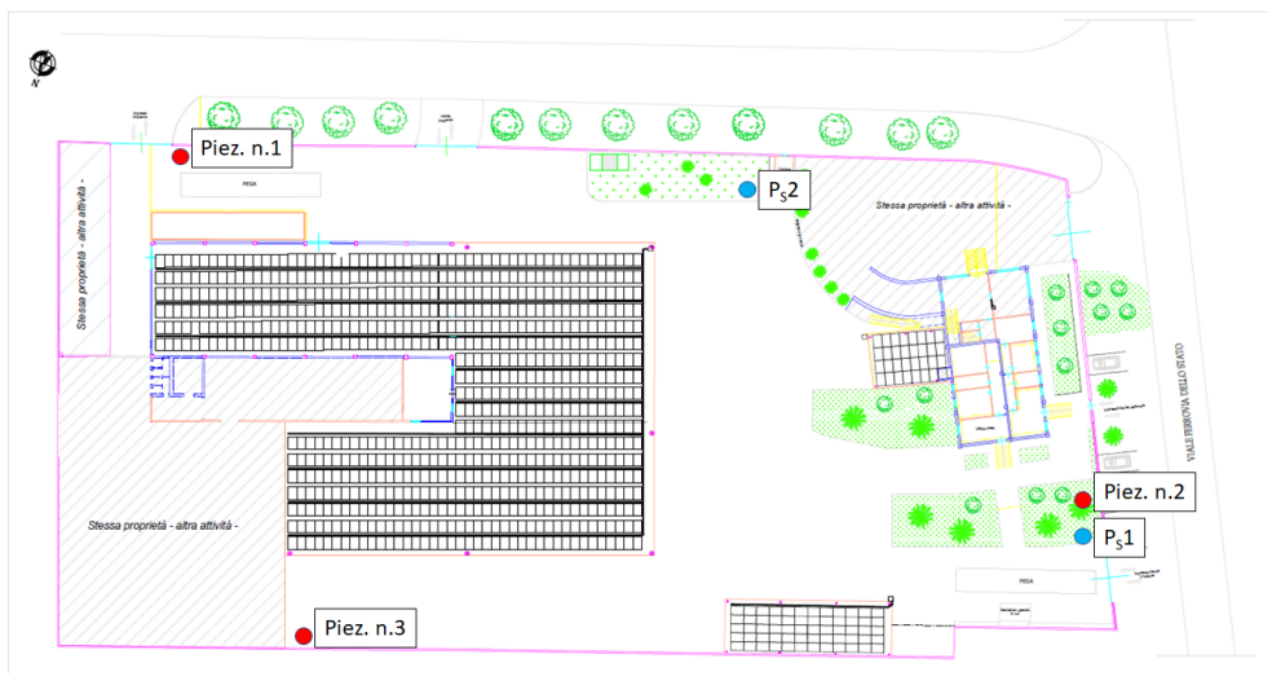 N
Piez. n.1
PESA
Stessa proprietà - altra attività -
PS2
Stessa proprietà - altra attività -
VIALE FERROVIA DELLO STATO
Stessa proprietà - altra attività -
Piez. n.2
PS1
PESA
Piez. n.3